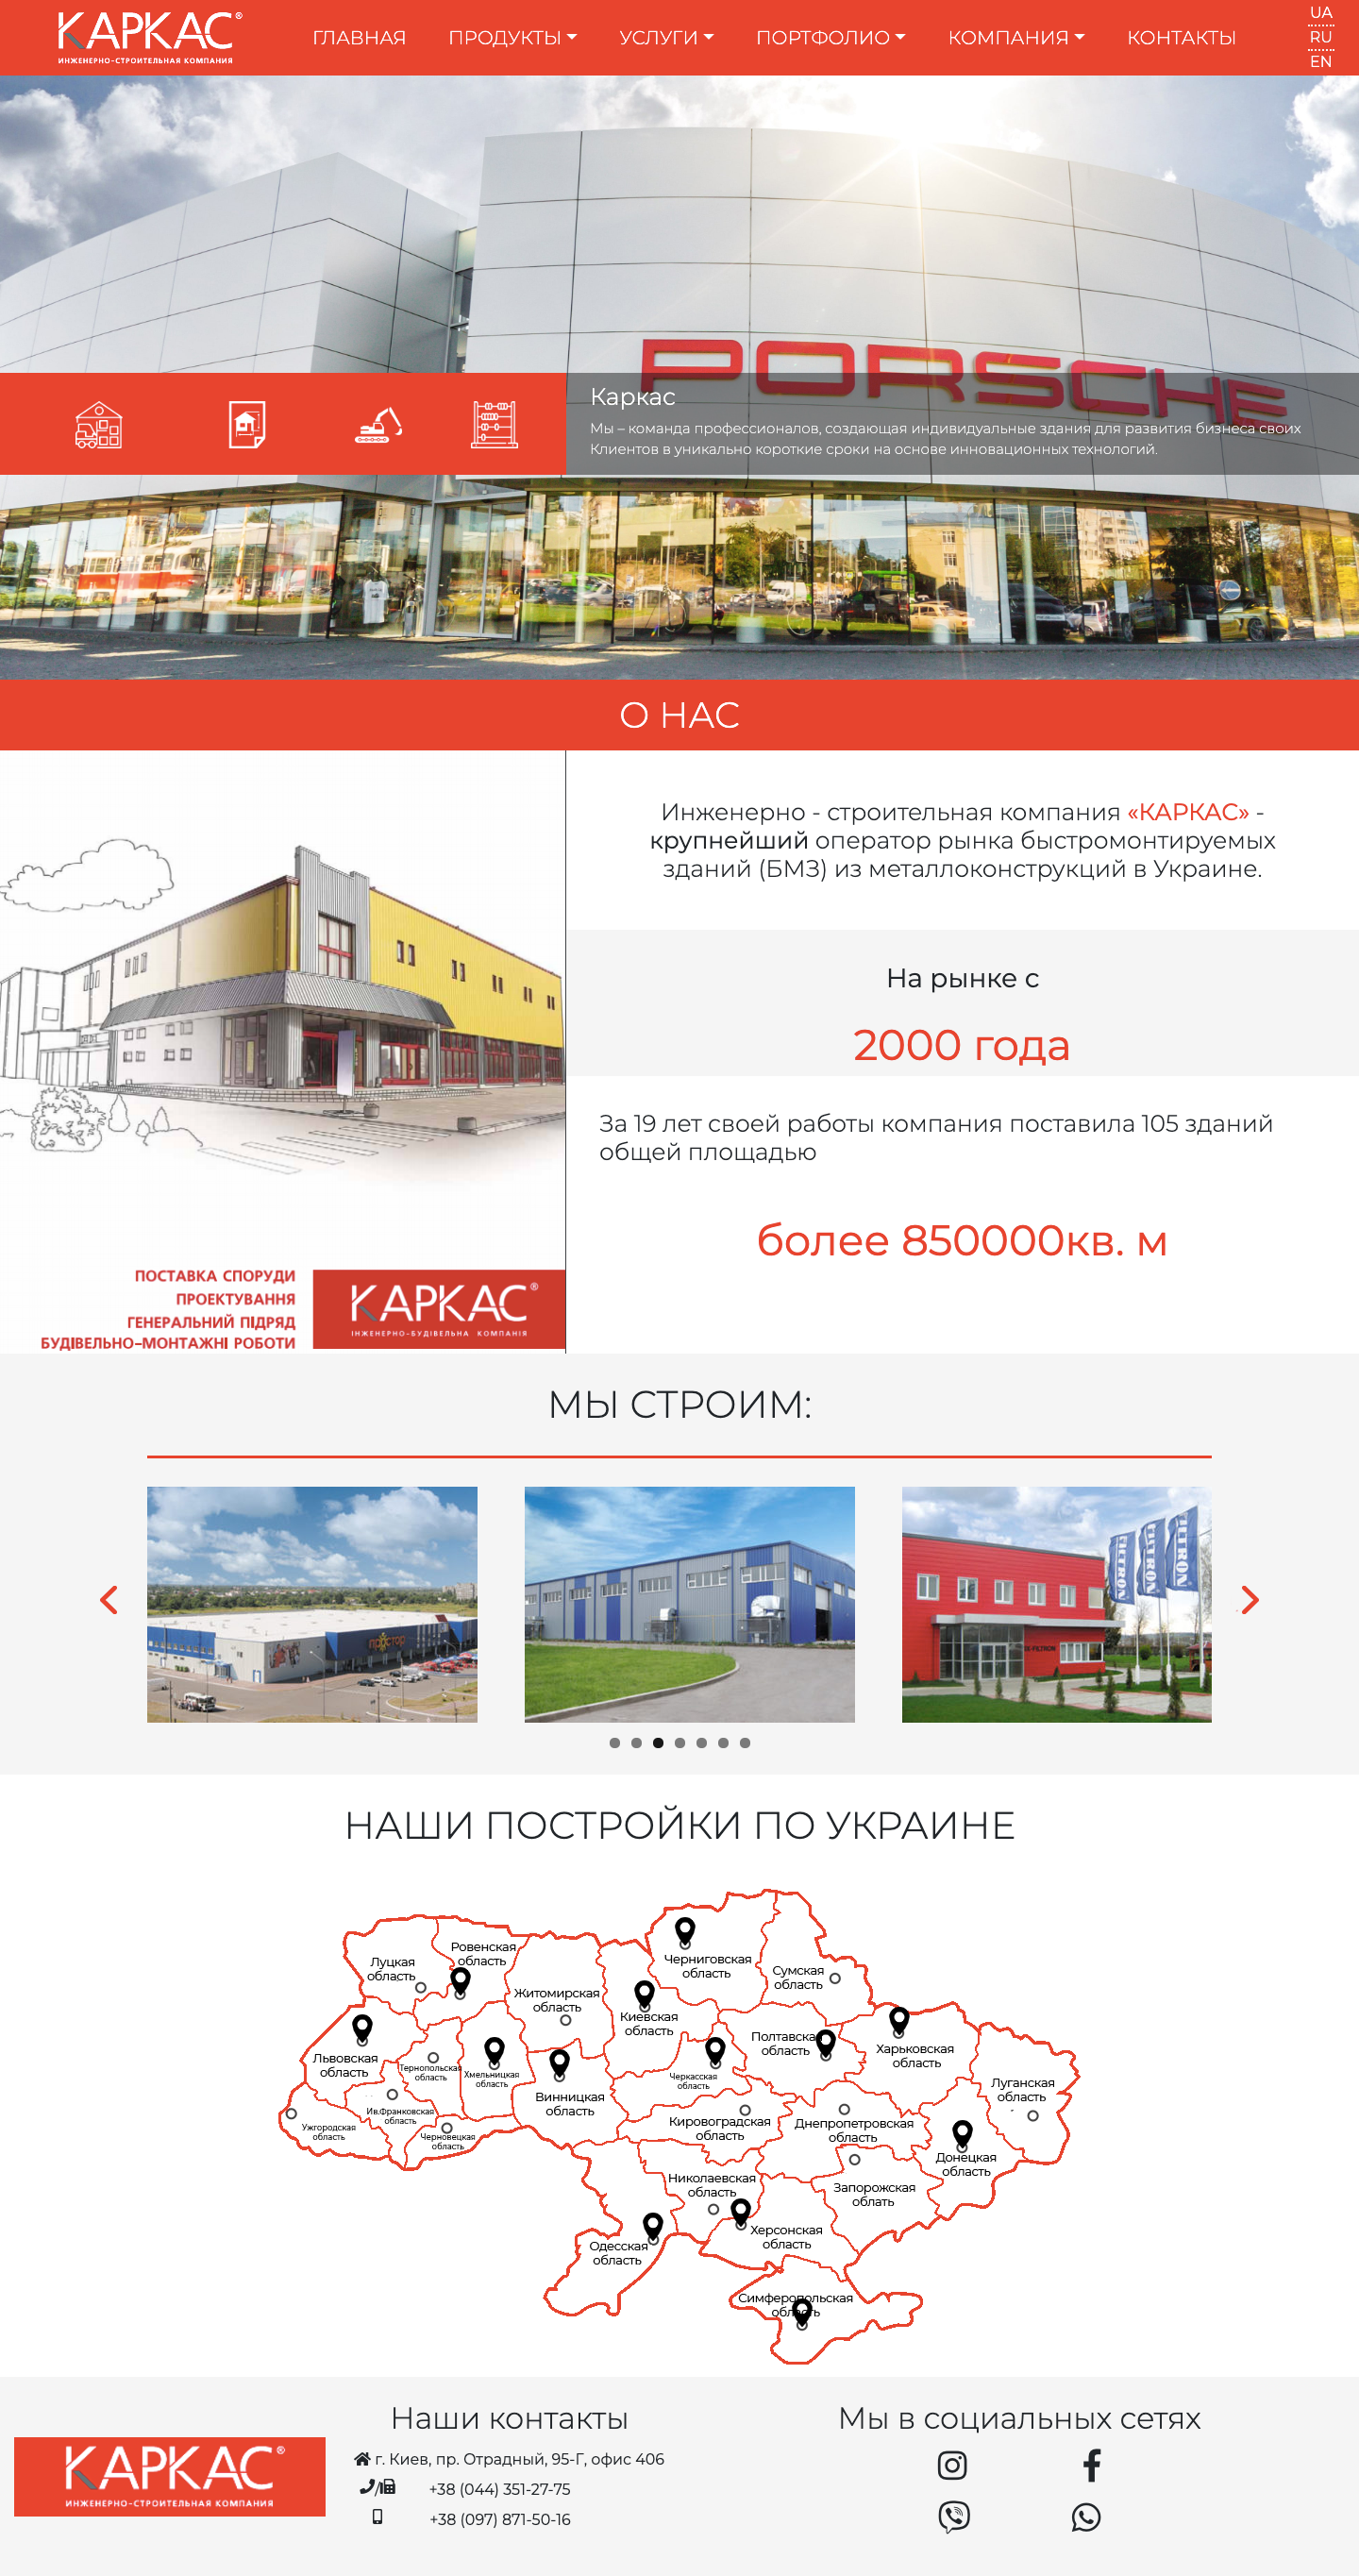 КАРКАС®
ИНЖЕНЕРНО-СТРОИТЕЛЬНАЯ КОМПАНИЯ
ГЛАВНАЯ
ПРОДУКТЫ
УСЛУГИ
ПОРТФОЛИО
КОМПАНИЯ
КОНТАКТЫ
UA
RU
EN
PORSCHE
Каркас
Мы – команда профессионалов, создающая индивидуальные здания для развития бизнеса своих
Клиентов в уникально короткие сроки на основе инновационных технологий.
О НАС
Инженерно - строительная компания «КАРКАС» -
крупнейший оператор рынка быстромонтируемых
зданий (БМЗ) из металлоконструкций в Украине.
На рынке с
2000 года
За 19 лет своей работы компания поставила 105 зданий
общей площадью
более 850000кв. м
ПОСТАВКА СПОРУДИ
ПРОЕКТУВАННЯ
ГЕНЕРАЛЬНИЙ ПІДРЯД
БУДІВЕЛЬНО-МОНТАЖНІ РОБОТИ
КАРКАС®
ІНЖЕНЕРНО-БУДІВЕЛЬНА КОМПАНІЯ
МЫ СТРОИМ:
простор
FILTRON
FILTRON
FILTRON
НАШИ ПОСТРОЙКИ ПО УКРАИНЕ
Луцкая
область
Ровенская
область
Житомирская
область
Киевская
область
Черниговская
область
Сумская
область
Львовская
область
Тернопольская
область
Хмельницкая
область
Винницкая
область
Черкасская
область
Полтавская
область
Харьковская
область
Луганская
область
Ужгородская
область
Ив.Франковская
область
Черновецкая
область
Кировоградская
область
Днепропетровская
область
Донецкая
область
Николаевская
область
Запорожская
облать
Одесская
область
Херсонская
область
Симферопольская
область
КАРКАС®
ИНЖЕНЕРНО-СТРОИТЕЛЬНАЯ КОМПАНИЯ
Наши контакты
г. Киев, пр. Отрадный, 95-Г, офис 406
/ +38 (044) 351-27-75
+38 (097) 871-50-16
Мы в социальных сетях